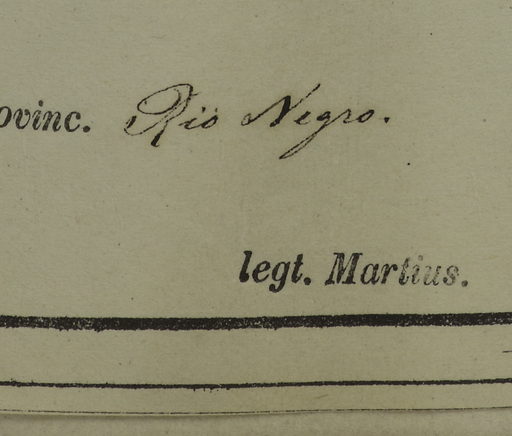 ovinc. Rio Negro.
legt. Martius.